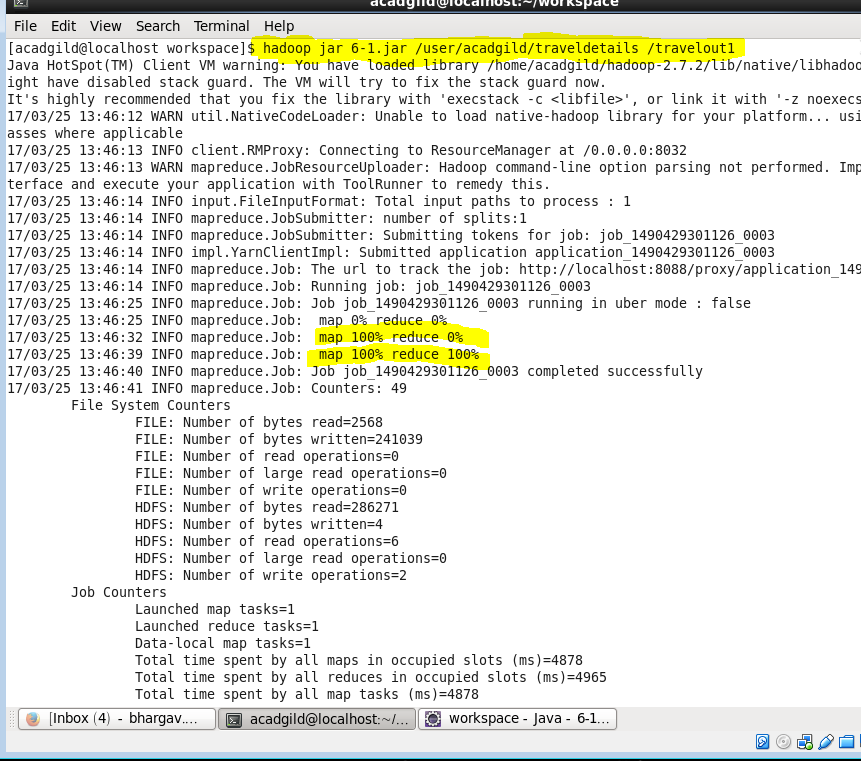 acadgild@localhost:~/workspace
File Edit View Search Terminal Help
[acadgild@localhost workspace]$ hadoop jar 6-1.jar /user/acadgild/traveldetails /travelout1
Java HotSpot(TM) Client VM warning: You have loaded library /home/acadgild/hadoop-2.7.2/lib/native/libhadoo
ight have disabled stack guard. The VM will try to fix the stack guard now.
It's highly recommended that you fix the library with 'execstack -c <libfile>', or link it with '-z noexecs
17/03/25 13:46:12 WARN util.NativeCodeLoader: Unable to load native-hadoop library for your platform... usi
asses where applicable
17/03/25 13:46:13 INFO client.RMProxy: Connecting to ResourceManager at /0.0.0.0:8032
17/03/25 13:46:13 WARN mapreduce.JobResourceUploader: Hadoop command-line option parsing not performed. Imp
terface and execute your application with ToolRunner to remedy this.
17/03/25 13:46:14 INFO input.FileInputFormat: Total input paths to process : 1
17/03/25 13:46:14 INFO mapreduce.JobSubmitter: number of splits:1
17/03/25 13:46:14 INFO mapreduce.JobSubmitter: Submitting tokens for job: job_1490429301126_0003
17/03/25 13:46:14 INFO impl.YarnClientImpl: Submitted application application_1490429301126_0003
17/03/25 13:46:14 INFO mapreduce.Job: The url to track the job: http://localhost:8088/proxy/application_149
17/03/25 13:46:14 INFO mapreduce.Job: Running job: job_1490429301126_0003
17/03/25 13:46:25 INFO mapreduce.Job: Job job_1490429301126_0003 running in uber mode : false
17/03/25 13:46:25 INFO mapreduce.Job:  map 0% reduce 0%
17/03/25 13:46:32 INFO mapreduce.Job:  map 100% reduce 0%
17/03/25 13:46:39 INFO mapreduce.Job:  map 100% reduce 100%
17/03/25 13:46:40 INFO mapreduce.Job: Job job_1490429301126_0003 completed successfully
17/03/25 13:46:41 INFO mapreduce.Job: Counters: 49
File System Counters
FILE: Number of bytes read=2568
FILE: Number of bytes written=241039
FILE: Number of read operations=0
FILE: Number of large read operations=0
FILE: Number of write operations=0
HDFS: Number of bytes read=286271
HDFS: Number of bytes written=4
HDFS: Number of read operations=6
HDFS: Number of large read operations=0
HDFS: Number of write operations=2
Job Counters
Launched map tasks=1
Launched reduce tasks=1
Data-local map tasks=1
Total time spent by all maps in occupied slots (ms)=4878
Total time spent by all reduces in occupied slots (ms)=4965
Total time spent by all map tasks (ms)=4878
[Inbox (4) - bhargav.... acadgild@localhost:~/... workspace - Java - 6-1...